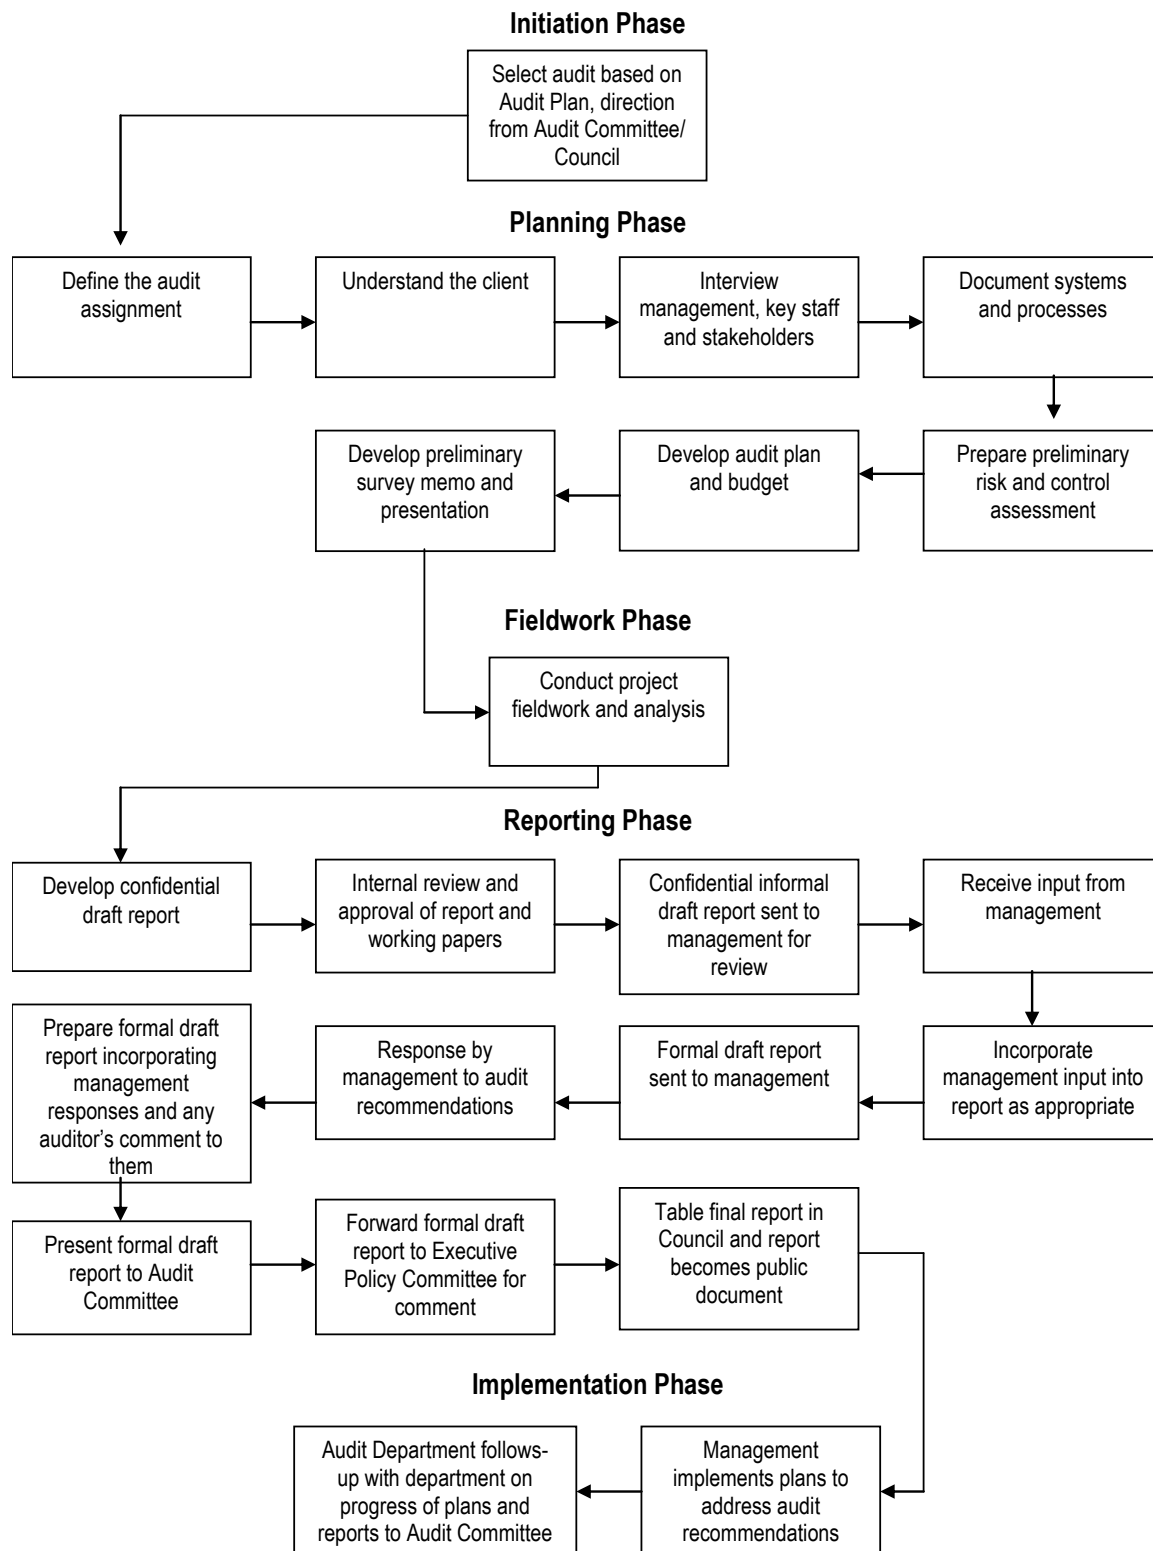 Initiation Phase
Select audit based on
Audit Plan, direction
from Audit Committee/
Council
Planning Phase
Define the audit
assignment
Understand the client
Interview
management, key staff
and stakeholders
Document systems
and processes
Develop preliminary
survey memo and
presentation
Develop audit plan
and budget
Prepare preliminary
risk and control
assessment
Fieldwork Phase
Conduct project
fieldwork and analysis
Reporting Phase
Develop confidential
draft report
Internal review and
approval of report and
working papers
Confidential informal
draft report sent to
management for
review
Receive input from
management
Prepare formal draft
report incorporating
management
responses and any
auditor’s comment to
them
Response by
management to audit
recommendations
Formal draft report
sent to management
Incorporate
management input into
report as appropriate
Present formal draft
report to Audit
Committee
Forward formal draft
report to Executive
Policy Committee for
comment
Table final report in
Council and report
becomes public
document
Implementation Phase
Audit Department follows-
up with department on
progress of plans and
reports to Audit Committee
Management
implements plans to
address audit
recommendations